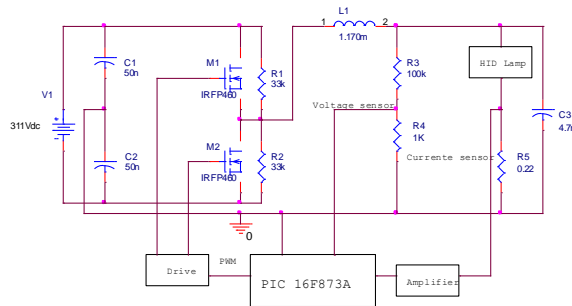 L1
1 2
1.170m
C1
50n
M1
IRFP460
R1
33k
R3
100k
HID Lamp
V1
311Vdc
Voltage sensor
C3
4.7
C2
50n
M2
IRFP460
R2
33k
R4
1K
Currente sensor
R5
0.22
0
Drive
PWM
PIC 16F873A
Amplifier